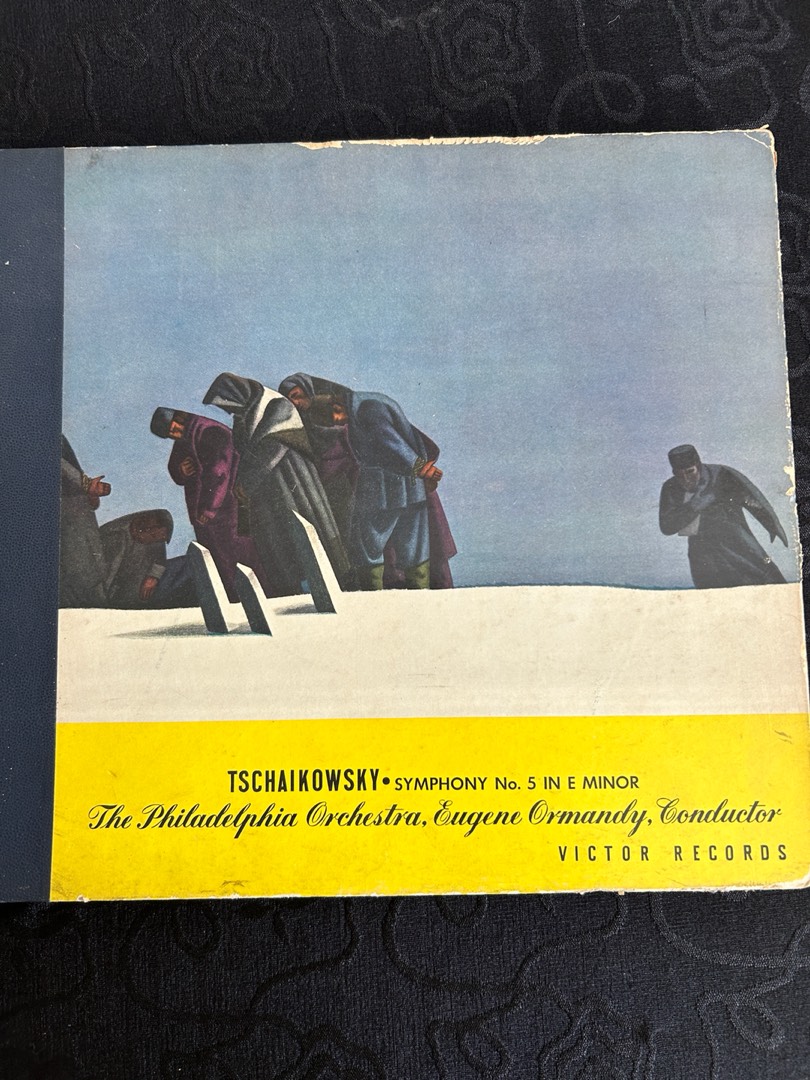 TSCHAIKOWSKY • SYMPHONY No. 5 IN E MINOR
The Philadelphia Orchestra, Eugene Ormandy, Conductor
VICTOR RECORDS